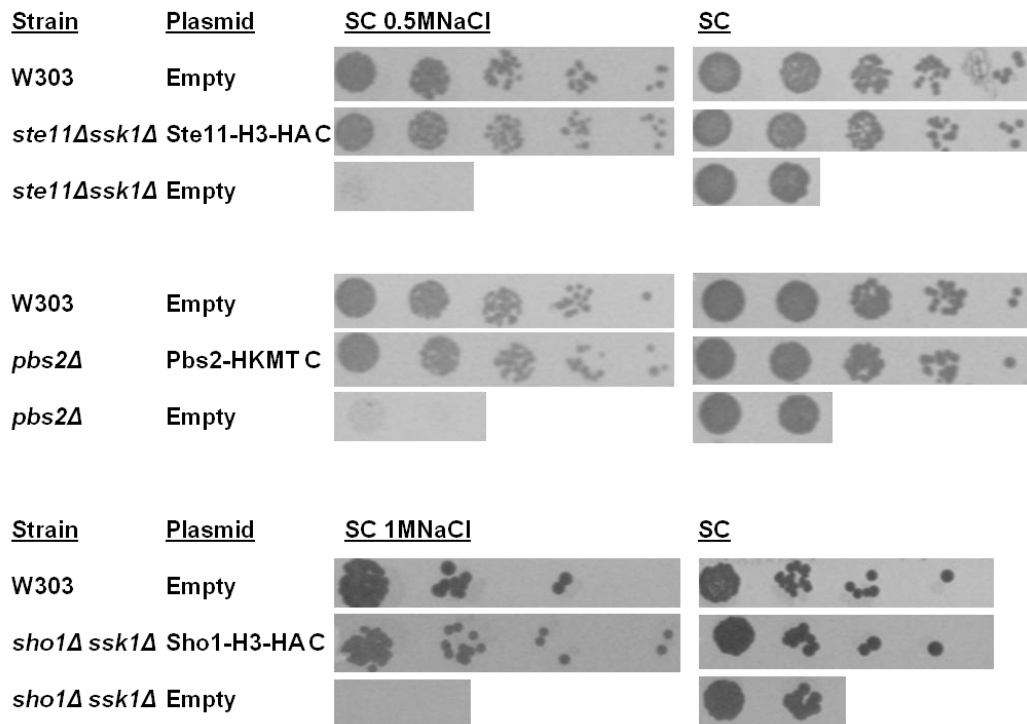 Strain Plasmid SC 0.5MNaCl SC
W303 Empty
ste11Δssk1Δ Ste11-H3-HA C
ste11Δssk1Δ Empty
W303 Empty
pbs2Δ Pbs2-HKMT C
pbs2Δ Empty
Strain Plasmid SC 1MNaCl SC
W303 Empty
sho1Δ ssk1Δ Sho1-H3-HA C
sho1Δ ssk1Δ Empty